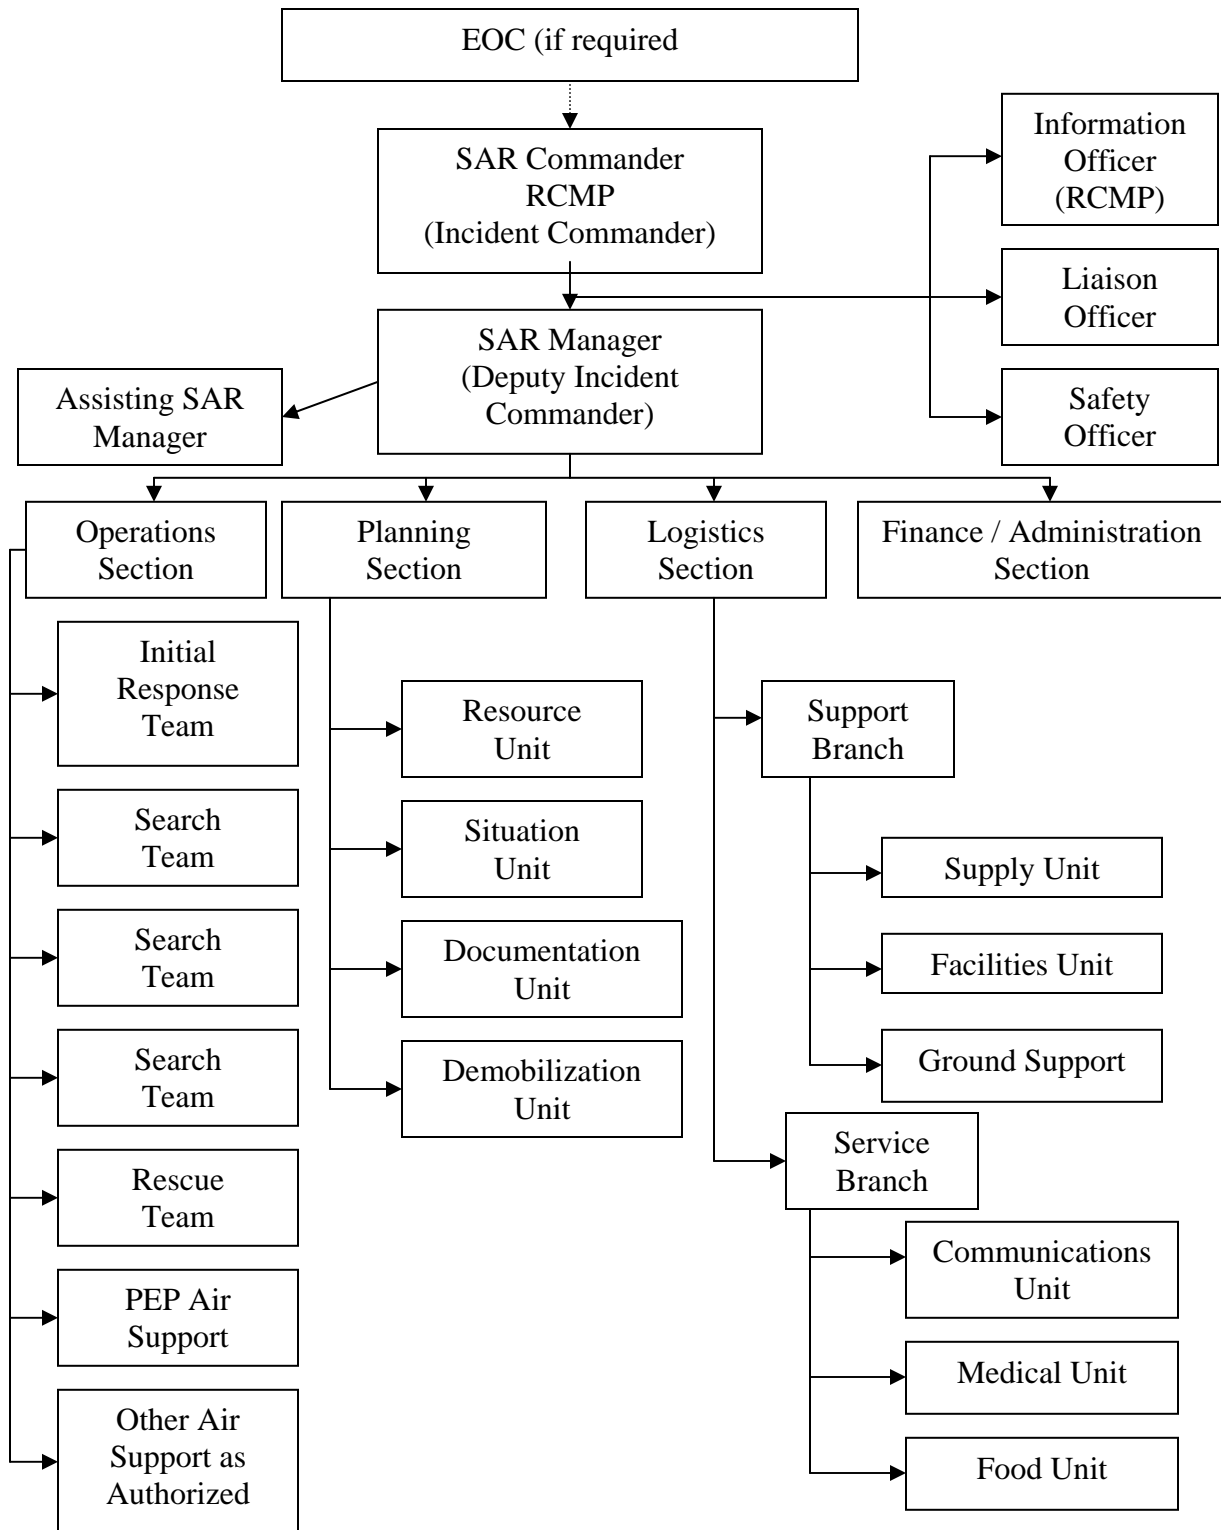 EOC (if required
SAR Commander
RCMP
(Incident Commander)
Information
Officer
(RCMP)
Liaison
Officer
Safety
Officer
SAR Manager
(Deputy Incident
Commander)
Assisting SAR
Manager
Operations
Section
Planning
Section
Logistics
Section
Finance / Administration
Section
Initial
Response
Team
Search
Team
Search
Team
Search
Team
Rescue
Team
PEP Air
Support
Other Air
Support as
Authorized
Resource
Unit
Situation
Unit
Documentation
Unit
Demobilization
Unit
Support
Branch
Supply Unit
Facilities Unit
Ground Support
Service
Branch
Communications
Unit
Medical Unit
Food Unit